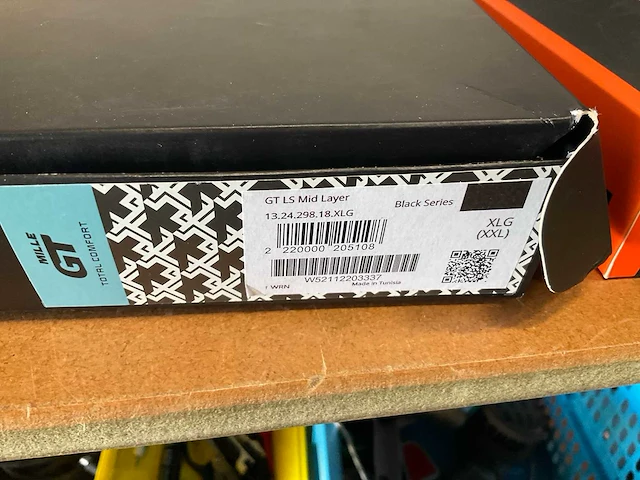 MILLE
GT
TOTAL COMFORT
GT LS Mid Layer
Black Series
13.24.298.18.XLG
XLG
(XXL)
2 220000 205108
W52112203337
Made in Tunisia